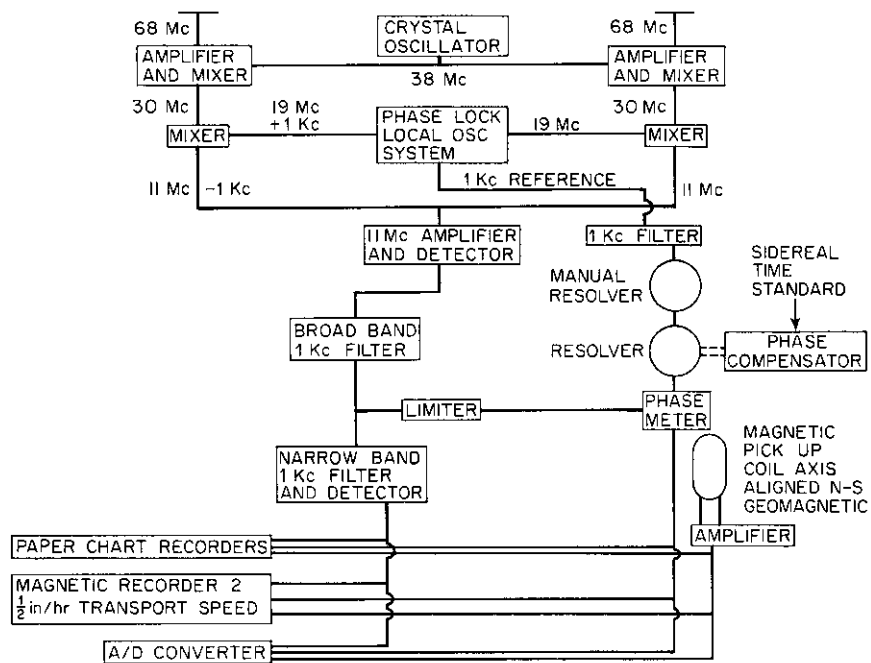 68 Mc
CRYSTAL
OSCILLATOR
68 Mc
AMPLIFIER
AND MIXER
38 Mc
AMPLIFIER
AND MIXER
30 Mc
19 Mc
+1 Kc
PHASE LOCK
LOCAL OSC
SYSTEM
19 Mc
30 Mc
MIXER
MIXER
11 Mc -1 Kc
1 Kc REFERENCE
11 Mc
11 Mc AMPLIFIER
AND DETECTOR
1 Kc FILTER
MANUAL
RESOLVER
SIDEREAL
TIME
STANDARD
BROAD BAND
1 Kc FILTER
RESOLVER
PHASE
COMPENSATOR
LIMITER
PHASE
METER
NARROW BAND
1 Kc FILTER
AND DETECTOR
MAGNETIC
PICK UP
COIL AXIS
ALIGNED N-S
GEOMAGNETIC
AMPLIFIER
PAPER CHART RECORDERS
MAGNETIC RECORDER 2
1/2 in/hr TRANSPORT SPEED
A/D CONVERTER